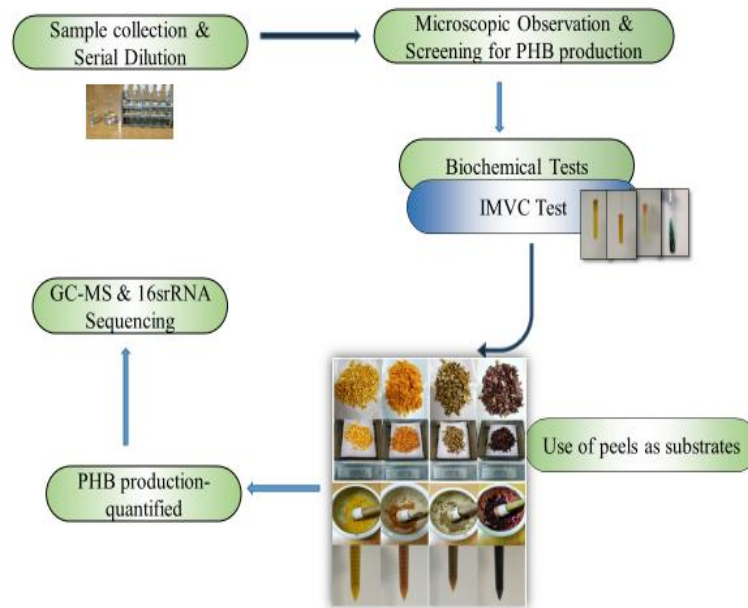 Sample collection &
Serial Dilution
Microscopic Observation &
Screening for PHB production
Biochemical Tests
IMVC Test
Use of peels as substrates
PHB production-
quantified
GC-MS & 16srRNA
Sequencing